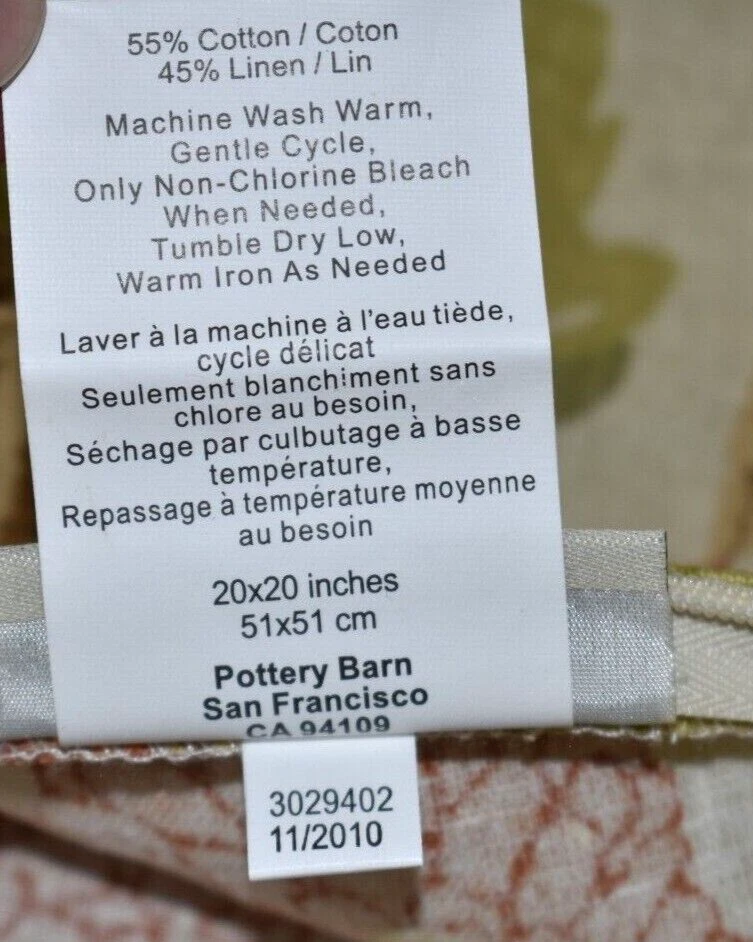 55% Cotton / Coton
45% Linen / Lin
Machine Wash Warm,
Gentle Cycle,
Only Non-Chlorine Bleach
When Needed,
Tumble Dry Low,
Warm Iron As Needed
Laver à la machine à l'eau tiède,
cycle délicat
Seulement blanchiment sans
chlore au besoin,
Séchage par culbutage à basse
température,
Repassage à température moyenne
au besoin
20x20 inches
51x51 cm
Pottery Barn
San Francisco
CA 94109
3029402
11/2010